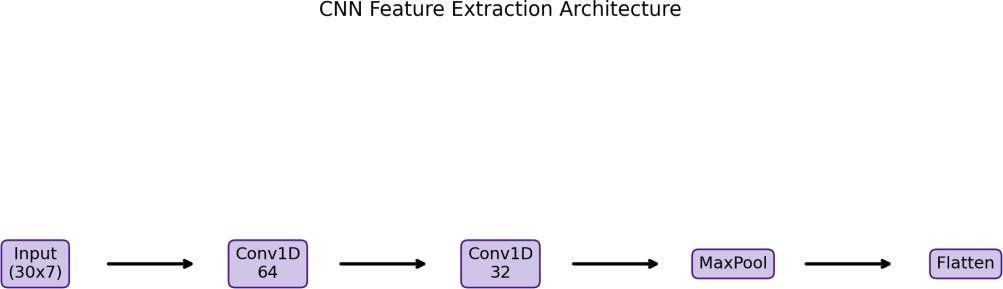 CNN Feature Extraction Architecture
Input
(30x7)
Conv1D
64
Conv1D
32
MaxPool
Flatten